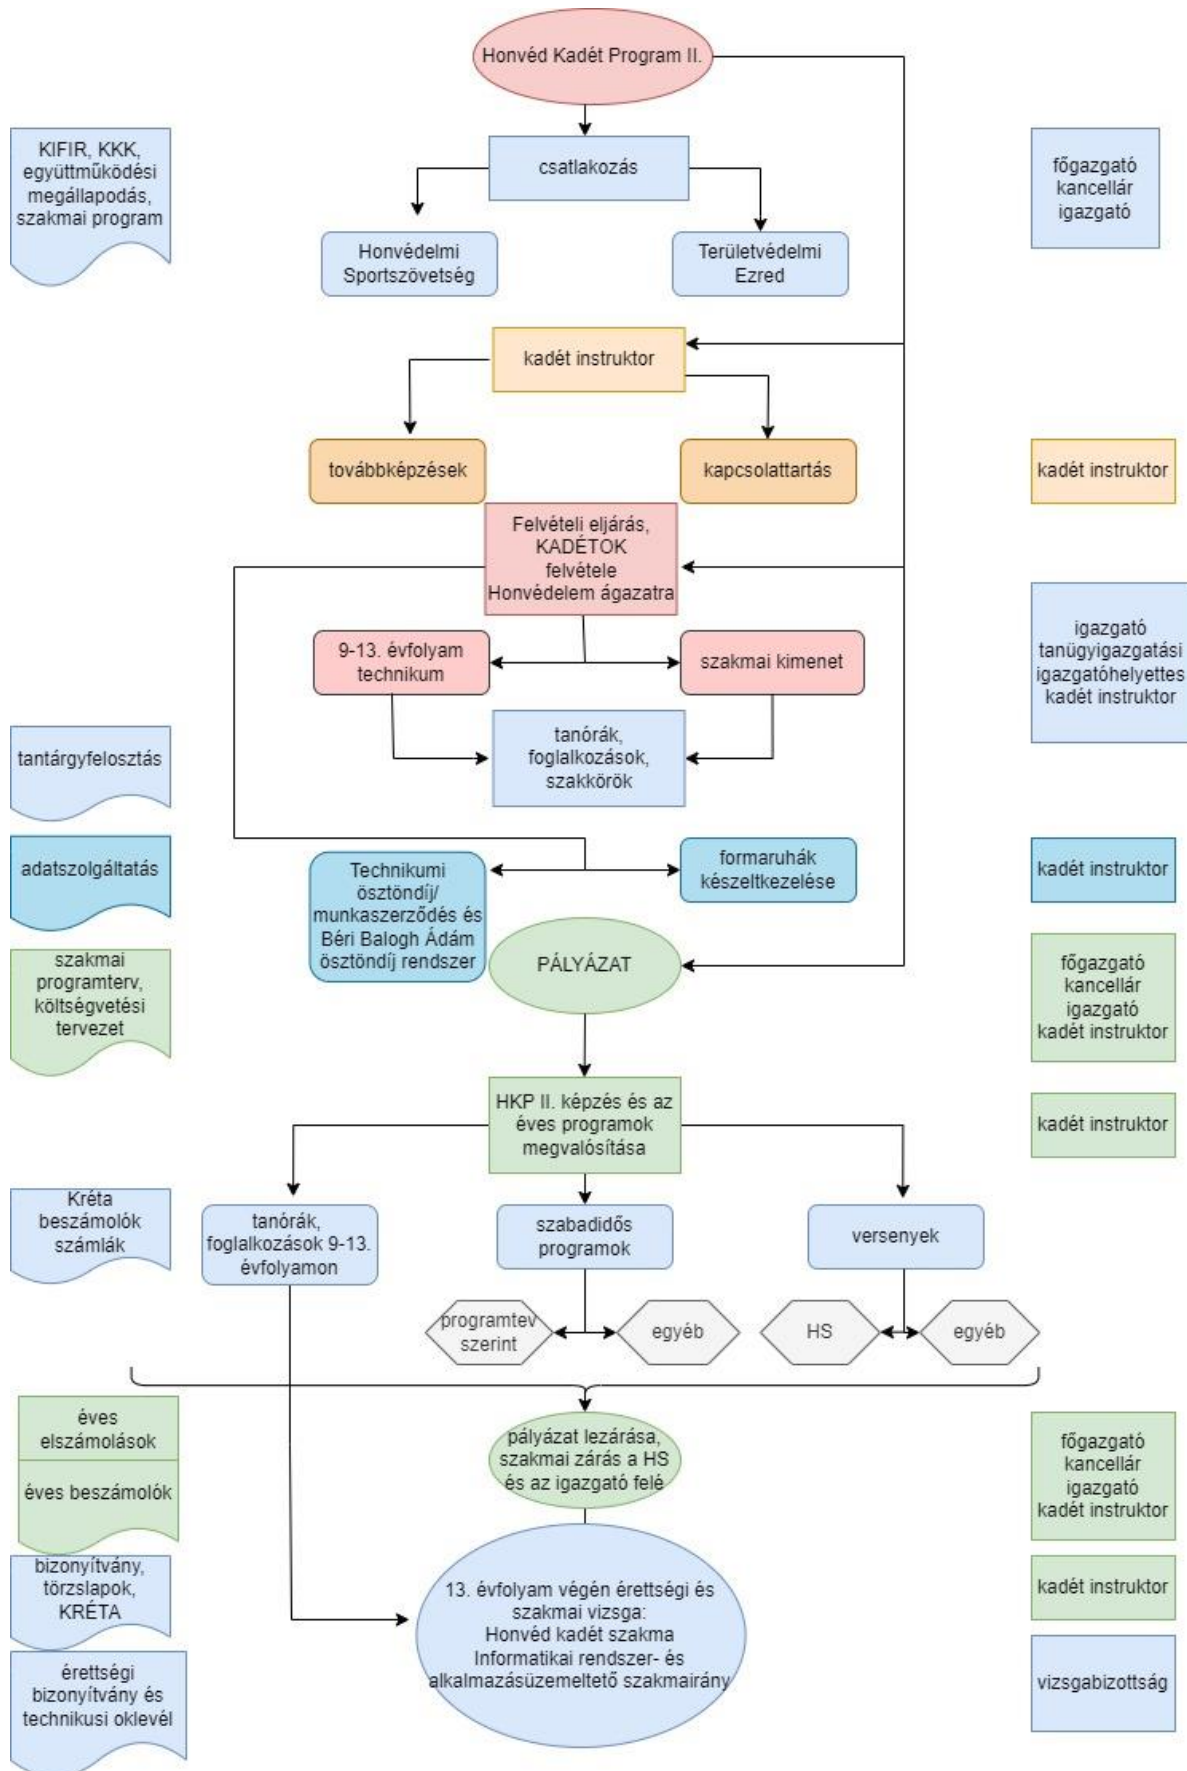 Honvéd Kadét Program II.
KIFIR, KKK,
együttműködési
megállapodás,
szakmai program
csatlakozás
főgazgató
kancellár
igazgató
Honvédelmi
Sportszövetség
Területvédelmi
Ezred
kadét instruktor
továbbképzések
kapcsolattartás
kadét instruktor
Felvételi eljárás,
KADÉTOK
felvétele
Honvédelem ágazatra
9-13. évfolyam
technikum
szakmai kimenet
igazgató
tanügyigazgatási
igazgatóhelyettes
kadét instruktor
tantárgyfelosztás
tanórák,
foglalkozások,
szakkörök
adatszolgáltatás
Technikumi
ösztöndíj/
munkaszerződés és
Béri Balogh Ádám
ösztöndíj rendszer
formaruhák
készeltkezelése
kadét instruktor
szakmai
programterv,
költségvetési
tervezet
PÁLYÁZAT
főgazgató
kancellár
igazgató
kadét instruktor
HKP II. képzés és az
éves programok
megvalósítása
kadét instruktor
Kréta
beszámolók
számlák
tanórák,
foglalkozások 9-13.
évfolyamon
szabadidős
programok
versenyek
programtev
szerint
egyéb
HS
egyéb
éves
elszámolások
éves beszámolók
pályázat lezárása,
szakmai zárás a HS
és az igazgató felé
főgazgató
kancellár
igazgató
kadét instruktor
bizonyítvány,
törzslapok,
KRÉTA
13. évfolyam végén érettségi és
szakmai vizsga:
Honvéd kadét szakma
Informatikai rendszer- és
alkalmazásüzemeltető szakmairány
kadét instruktor
érettségi
bizonyítvány és
technikusi oklevél
vizsgabizottság